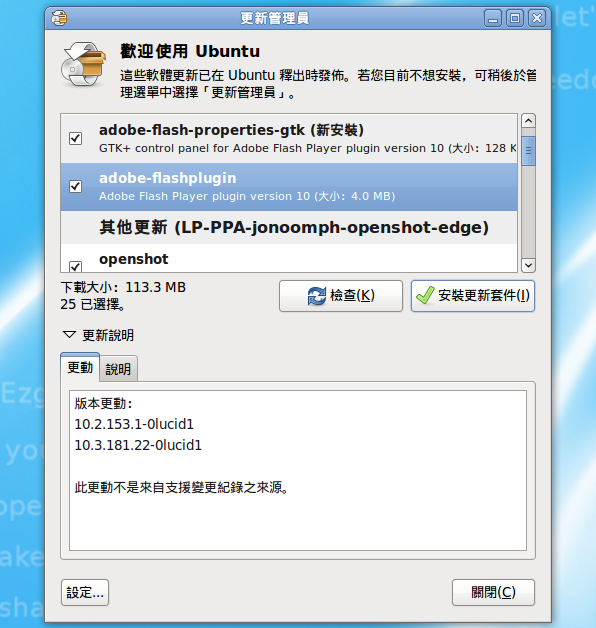 更新管理員
歡迎使用 Ubuntu
這些軟體更新已在 Ubuntu 釋出時發佈。若您目前不想安裝，可稍後於管
理選單中選擇「更新管理員」。
adobe-flash-properties-gtk (新安裝)
GTK+ control panel for Adobe Flash Player plugin version 10 (大小：128 K
adobe-flashplugin
Adobe Flash Player plugin version 10 (大小：4.0 MB)
其他更新 (LP-PPA-jonoomph-openshot-edge)
openshot
下載大小：113.3 MB
25 已選擇。
檢查(K)
安裝更新套件(I)
更新說明
更動
說明
版本更動：
10.2.153.1-0lucid1
10.3.181.22-0lucid1
此更動不是來自支援變更紀錄之來源。
設定...
關閉(C)